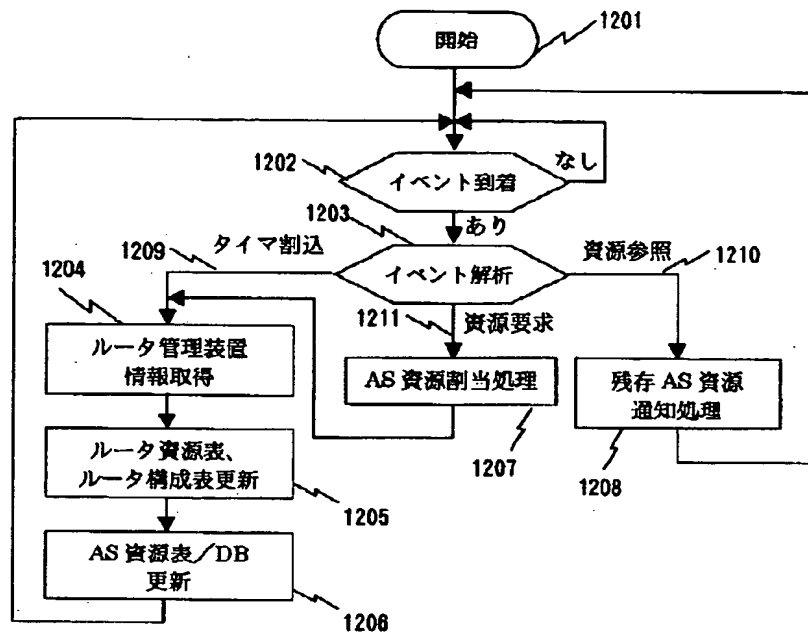 開始
1201
1202
なし
イベント到着
1203
あり
タイマ割込
1209
資源参照
1210
1204
イベント解析
1211
資源要求
ルータ管理装置
情報取得
AS 資源割当処理
残存 AS 資源
通知処理
1207
1208
ルータ資源表、
ルータ構成表更新
1205
AS 資源表/DB
更新
1206